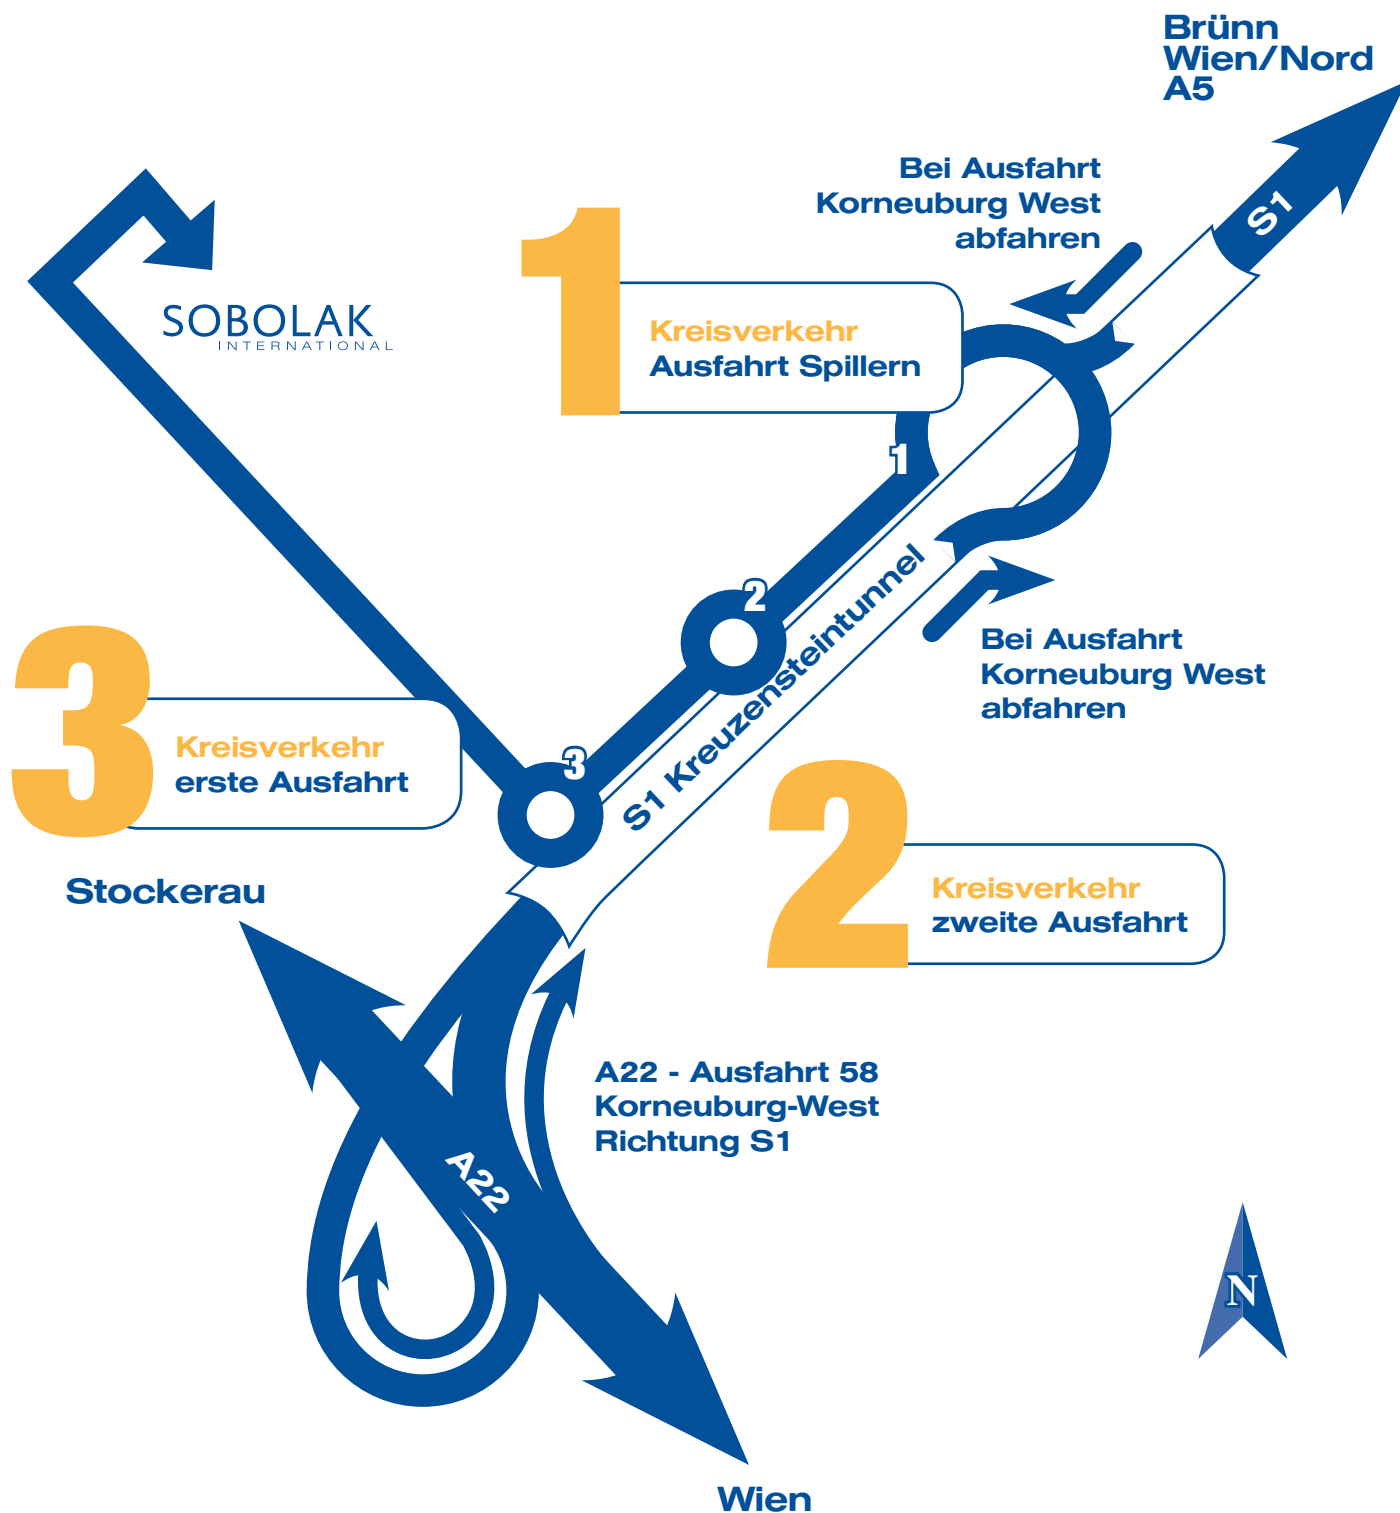 Brünn
Wien/Nord
A5
S1
Bei Ausfahrt
Korneuburg West
abfahren
1
Kreisverkehr
Ausfahrt Spillern
SOBOLAK
INTERNATIONAL
1
2
3
S1 Kreuzensteintunnel
Bei Ausfahrt
Korneuburg West
abfahren
3
Kreisverkehr
erste Ausfahrt
2
Kreisverkehr
zweite Ausfahrt
Stockerau
A22 - Ausfahrt 58
Korneuburg-West
Richtung S1
A22
N
Wien